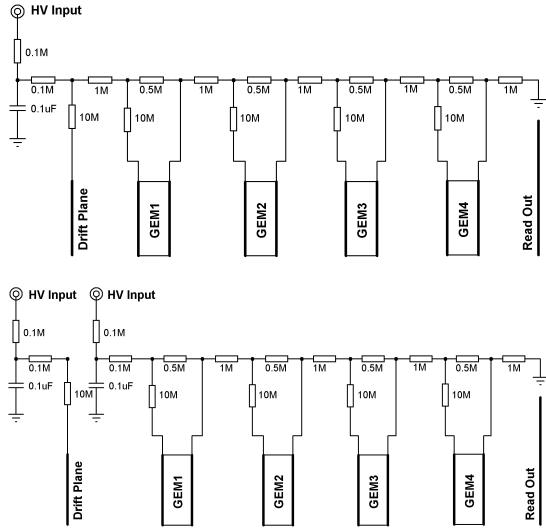 HV Input
0.1M
0.1M 1M 0.5M 1M 0.5M 1M 0.5M 1M 0.5M 1M
0.1uF 10M 10M 10M 10M 10M
Drift Plane GEM1 GEM2 GEM3 GEM4 Read Out
HV Input HV Input
0.1M 0.1M
0.1M 0.1M 0.5M 1M 0.5M 1M 0.5M 1M 0.5M 1M
0.1uF 10M 0.1uF 10M 10M 10M 10M
Drift Plane GEM1 GEM2 GEM3 GEM4 Read Out